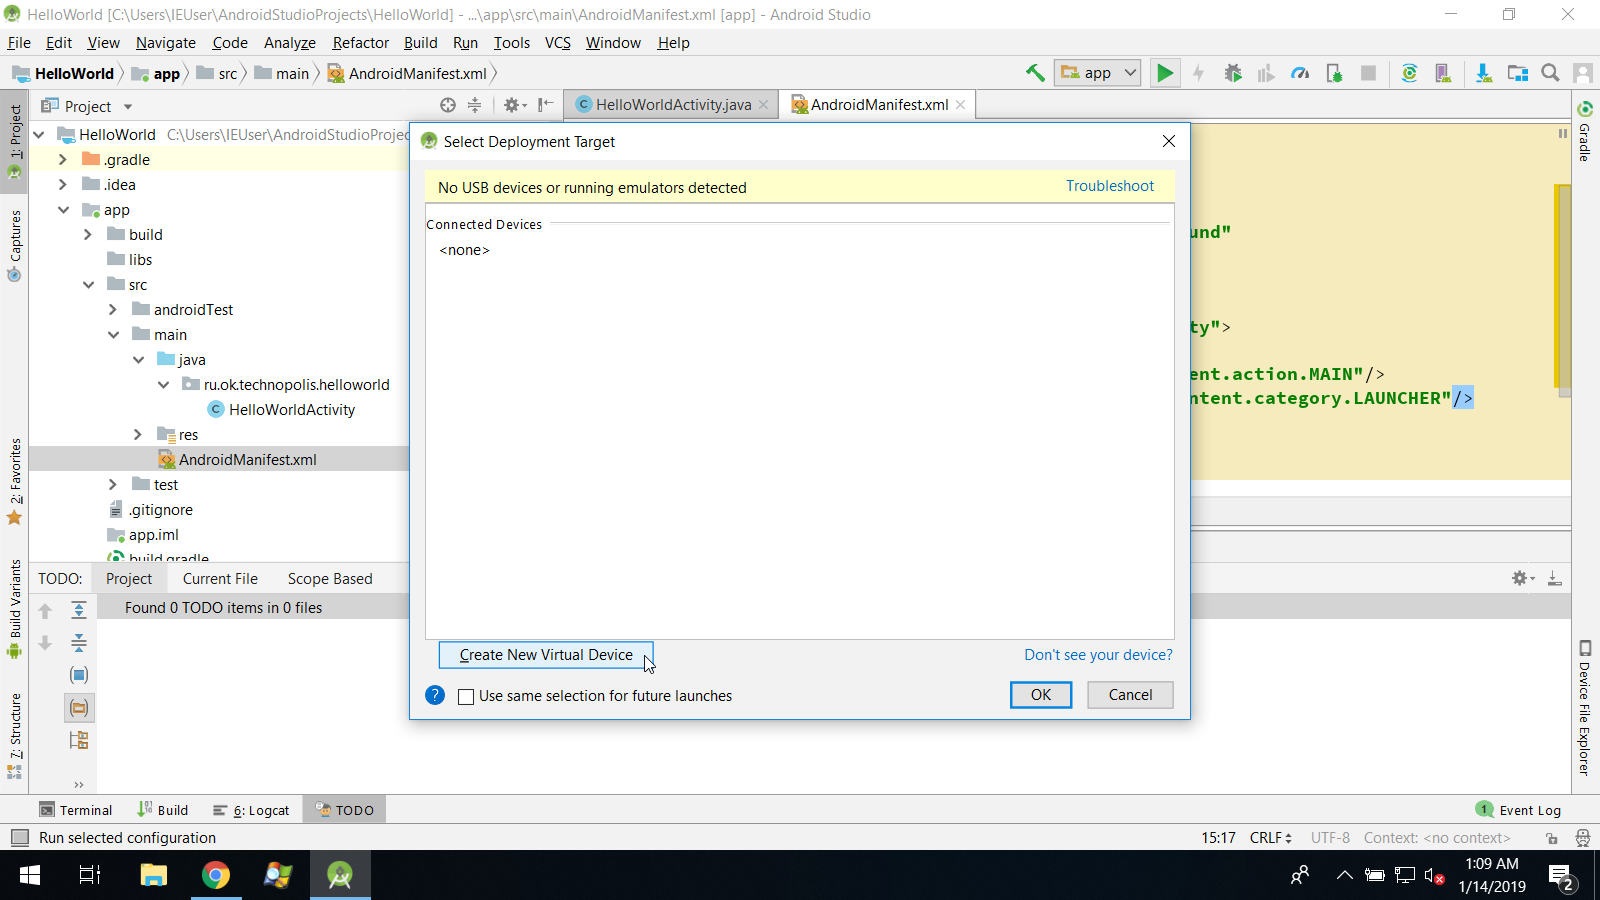 HelloWorld [C:\Users\IEUser\AndroidStudioProjects\HelloWorld] - ...\app\src\main\AndroidManifest.xml [app] - Android Studio
File Edit View Navigate Code Analyze Refactor Build Run Tools VCS Window Help
HelloWorld app src main AndroidManifest.xml app
Project HelloWorldActivity.java AndroidManifest.xml
1: Project
Captures
2: Favorites
Build Variants
7: Structure
HelloWorld C:\Users\IEUser\AndroidStudioProjec
.gradle
.idea
app
build
libs
src
androidTest
main
java
ru.ok.technopolis.helloworld
HelloWorldActivity
res
AndroidManifest.xml
test
.gitignore
app.iml
build.gradle
Select Deployment Target
No USB devices or running emulators detected Troubleshoot
Connected Devices
<none>
Create New Virtual Device Don't see your device?
? Use same selection for future launches OK Cancel
und"
ty">
ent.action.MAIN"/>
ntent.category.LAUNCHER"/>
Gradle
Device File Explorer
TODO: Project Current File Scope Based
Found 0 TODO items in 0 files
Terminal Build 6: Logcat TODO 1 Event Log
Run selected configuration 15:17 CRLF UTF-8 Context: <no context>
1:09 AM
1/14/2019
2